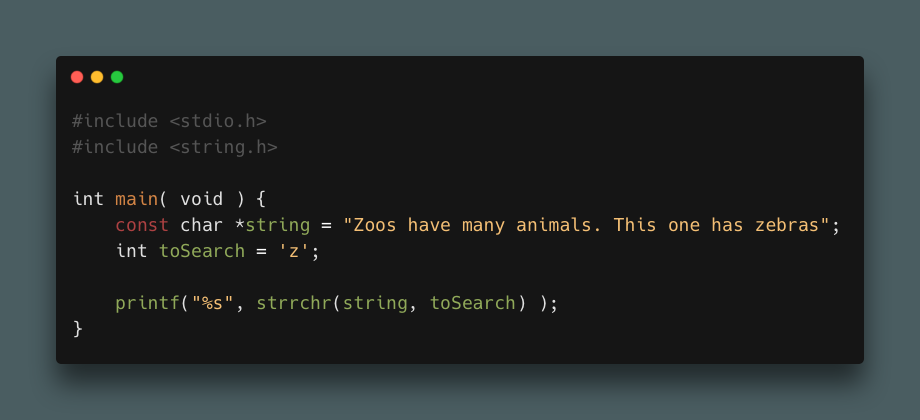 #include <stdio.h>
#include <string.h>

int main( void ) {
    const char *string = "Zoos have many animals. This one has zebras";
    int toSearch = 'z';

    printf("%s", strrchr(string, toSearch) );
}